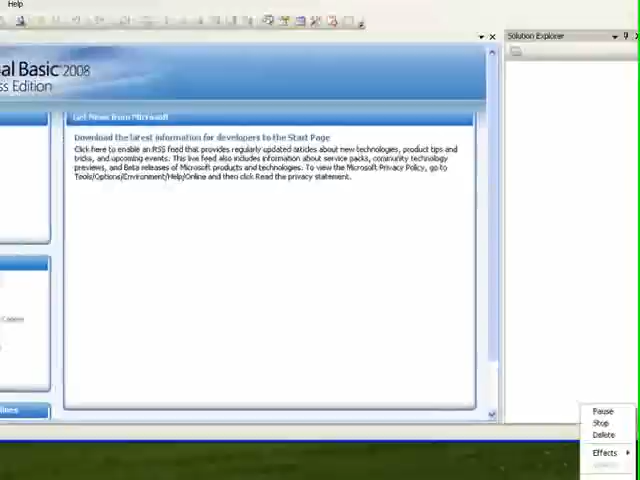 Help
al Basic 2008
ss Edition
Solution Explorer
Get News from Microsoft
Download the latest information for developers to the Start Page
Click here to enable an RSS feed that provides regularly updated articles about new technologies, product tips and
tricks, and upcoming events. This live feed also includes information about service packs, community technology
previews, and Beta releases of Microsoft products and technologies. To view the Microsoft Privacy Policy, go to
Tools/Options/Environment/Help/Online and then click Read the privacy statement.
lines
Pause
Stop
Delete
Effects